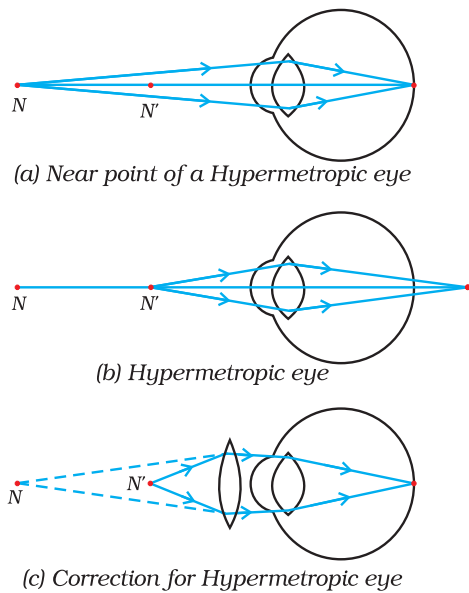 N
N′
(a) Near point of a Hypermetropic eye
N
N′
(b) Hypermetropic eye
N′
N
(c) Correction for Hypermetropic eye